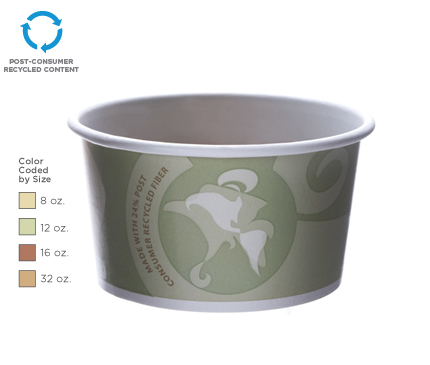 POST-CONSUMER
RECYCLED CONTENT
Color
Coded
by Size
8 oz.
12 oz.
16 oz.
32 oz.
MADE WITH 24% POST
CONSUMER RECYCLED FIBER